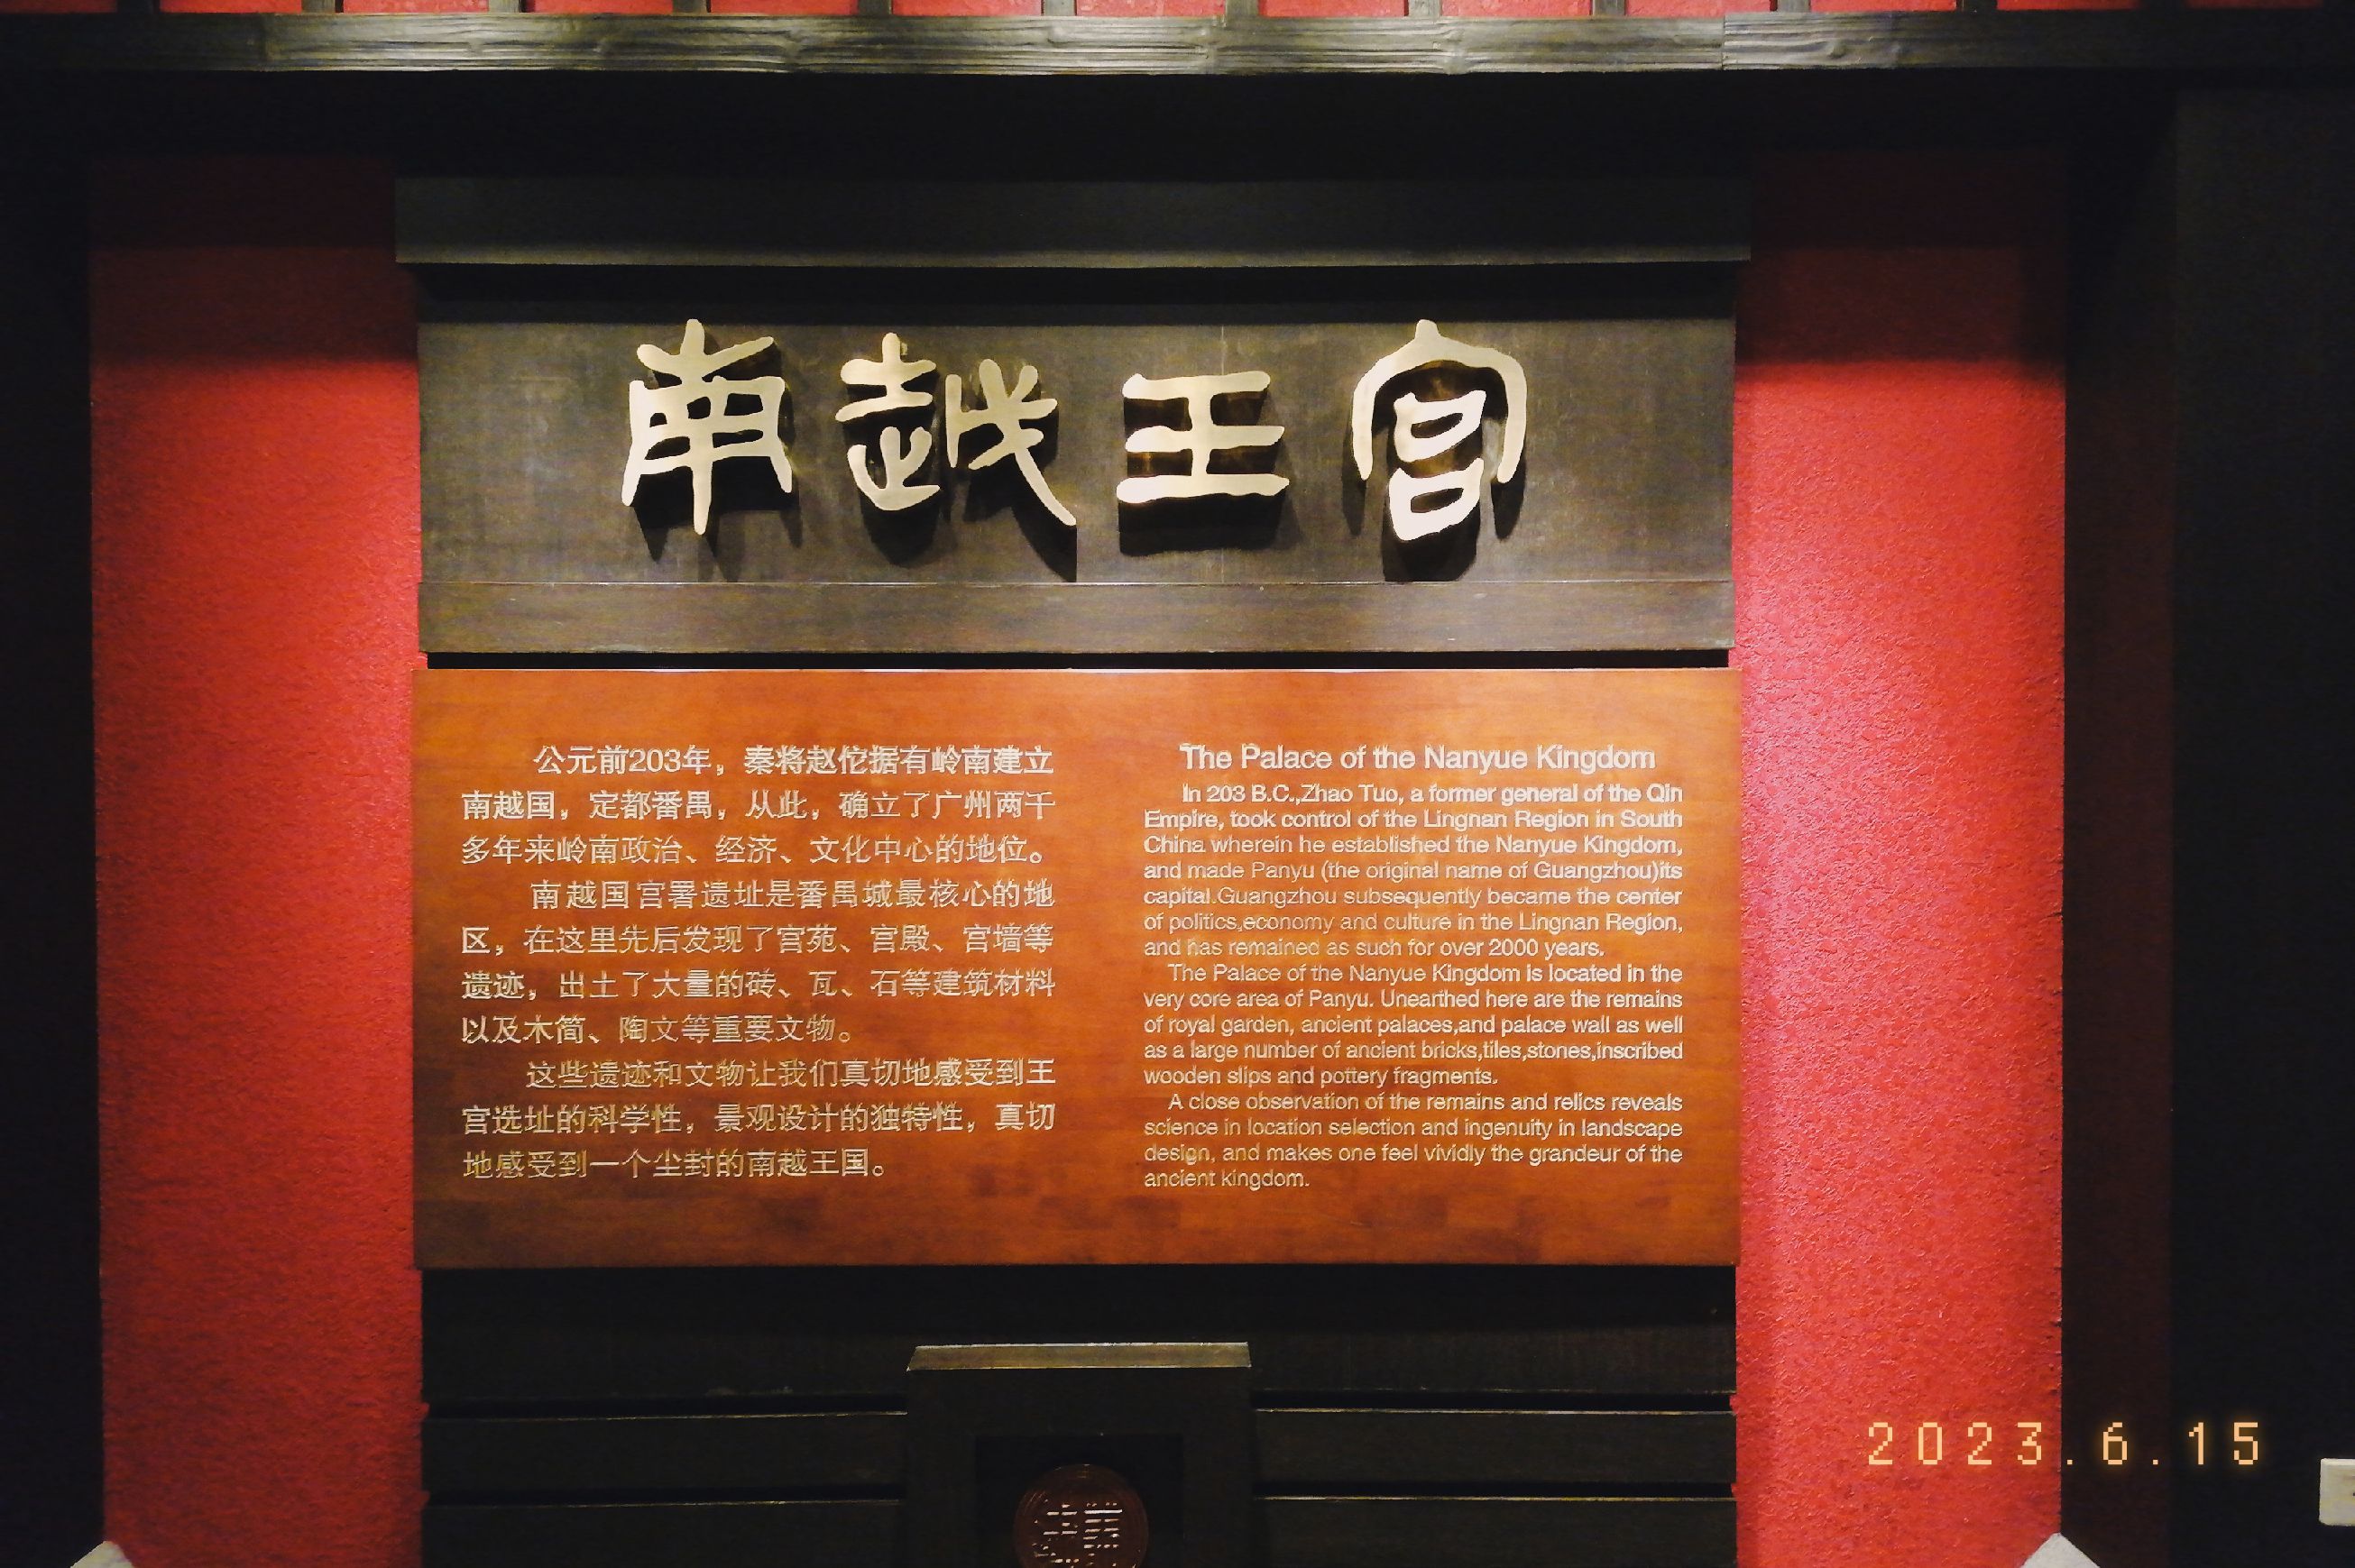 南越王宫
公元前203年，秦将赵佗据有岭南建立
南越国，定都番禺，从此，确立了广州两千
多年来岭南政治、经济、文化中心的地位。
南越国宫署遗址是番禺城最核心的地
区，在这里先后发现了宫苑、宫殿、宫墙等
遗迹，出土了大量的砖、瓦、石等建筑材料
以及木简、陶文等重要文物。
这些遗迹和文物让我们真切地感受到王
宫选址的科学性，景观设计的独特性，真切
地感受到一个尘封的南越王国。
The Palace of the Nanyue Kingdom
In 203 B.C.,Zhao Tuo, a former general of the Qin
Empire, took control of the Lingnan Region in South
China wherein he established the Nanyue Kingdom,
and made Panyu (the original name of Guangzhou)its
capital.Guangzhou subsequently became the center
of politics,economy and culture in the Lingnan Region,
and has remained as such for over 2000 years.
The Palace of the Nanyue Kingdom is located in the
very core area of Panyu. Unearthed here are the remains
of royal garden, ancient palaces,and palace wall as well
as a large number of ancient bricks,tiles,stones,inscribed
wooden slips and pottery fragments.
A close observation of the remains and relics reveals
science in location selection and ingenuity in landscape
design, and makes one feel vividly the grandeur of the
ancient kingdom.
2023.6.15